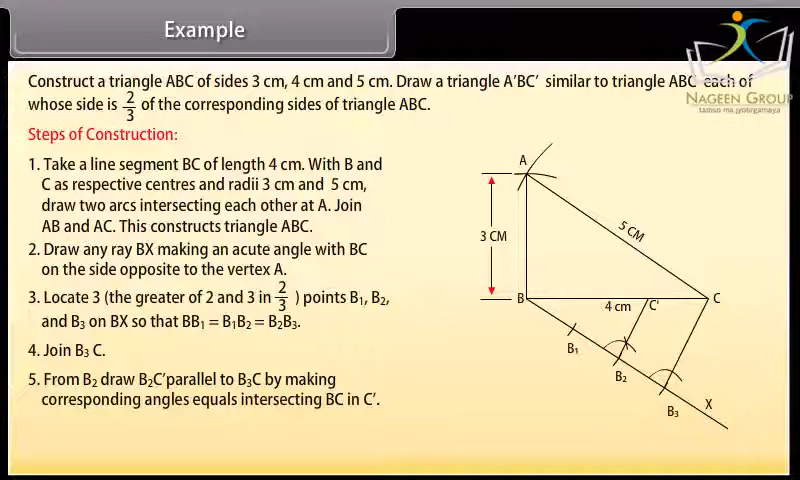 Example
NAGEEN GROUP
tamso ma jyotirgamaya
Construct a triangle ABC of sides 3 cm, 4 cm and 5 cm. Draw a triangle A'BC' similar to triangle ABC each of
whose side is 2/3 of the corresponding sides of triangle ABC.
Steps of Construction:
1. Take a line segment BC of length 4 cm. With B and
C as respective centres and radii 3 cm and 5 cm,
draw two arcs intersecting each other at A. Join
AB and AC. This constructs triangle ABC.
2. Draw any ray BX making an acute angle with BC
on the side opposite to the vertex A.
3. Locate 3 (the greater of 2 and 3 in 2/3 ) points B₁, B₂,
and B₃ on BX so that BB₁ = B₁B₂ = B₂B₃.
4. Join B₃ C.
5. From B₂ draw B₂C'parallel to B₃C by making
corresponding angles equals intersecting BC in C'.
A
3 CM
5 CM
B
4 cm
C'
C
B₁
B₂
B₃
X